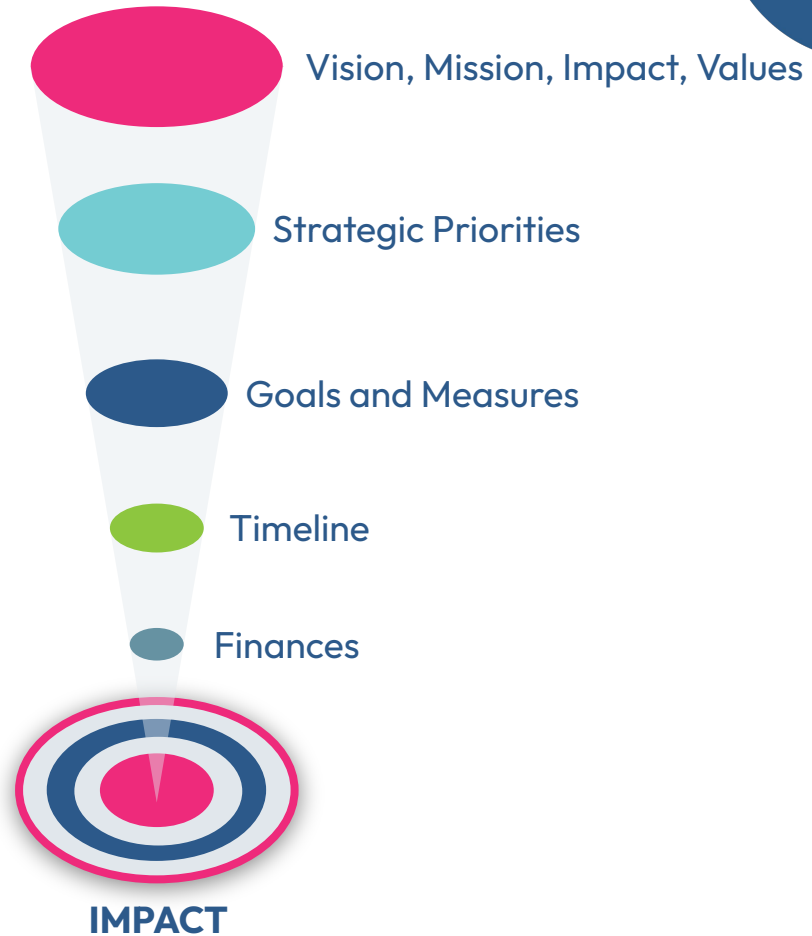 Vision, Mission, Impact, Values
Strategic Priorities
Goals and Measures
Timeline
Finances
IMPACT